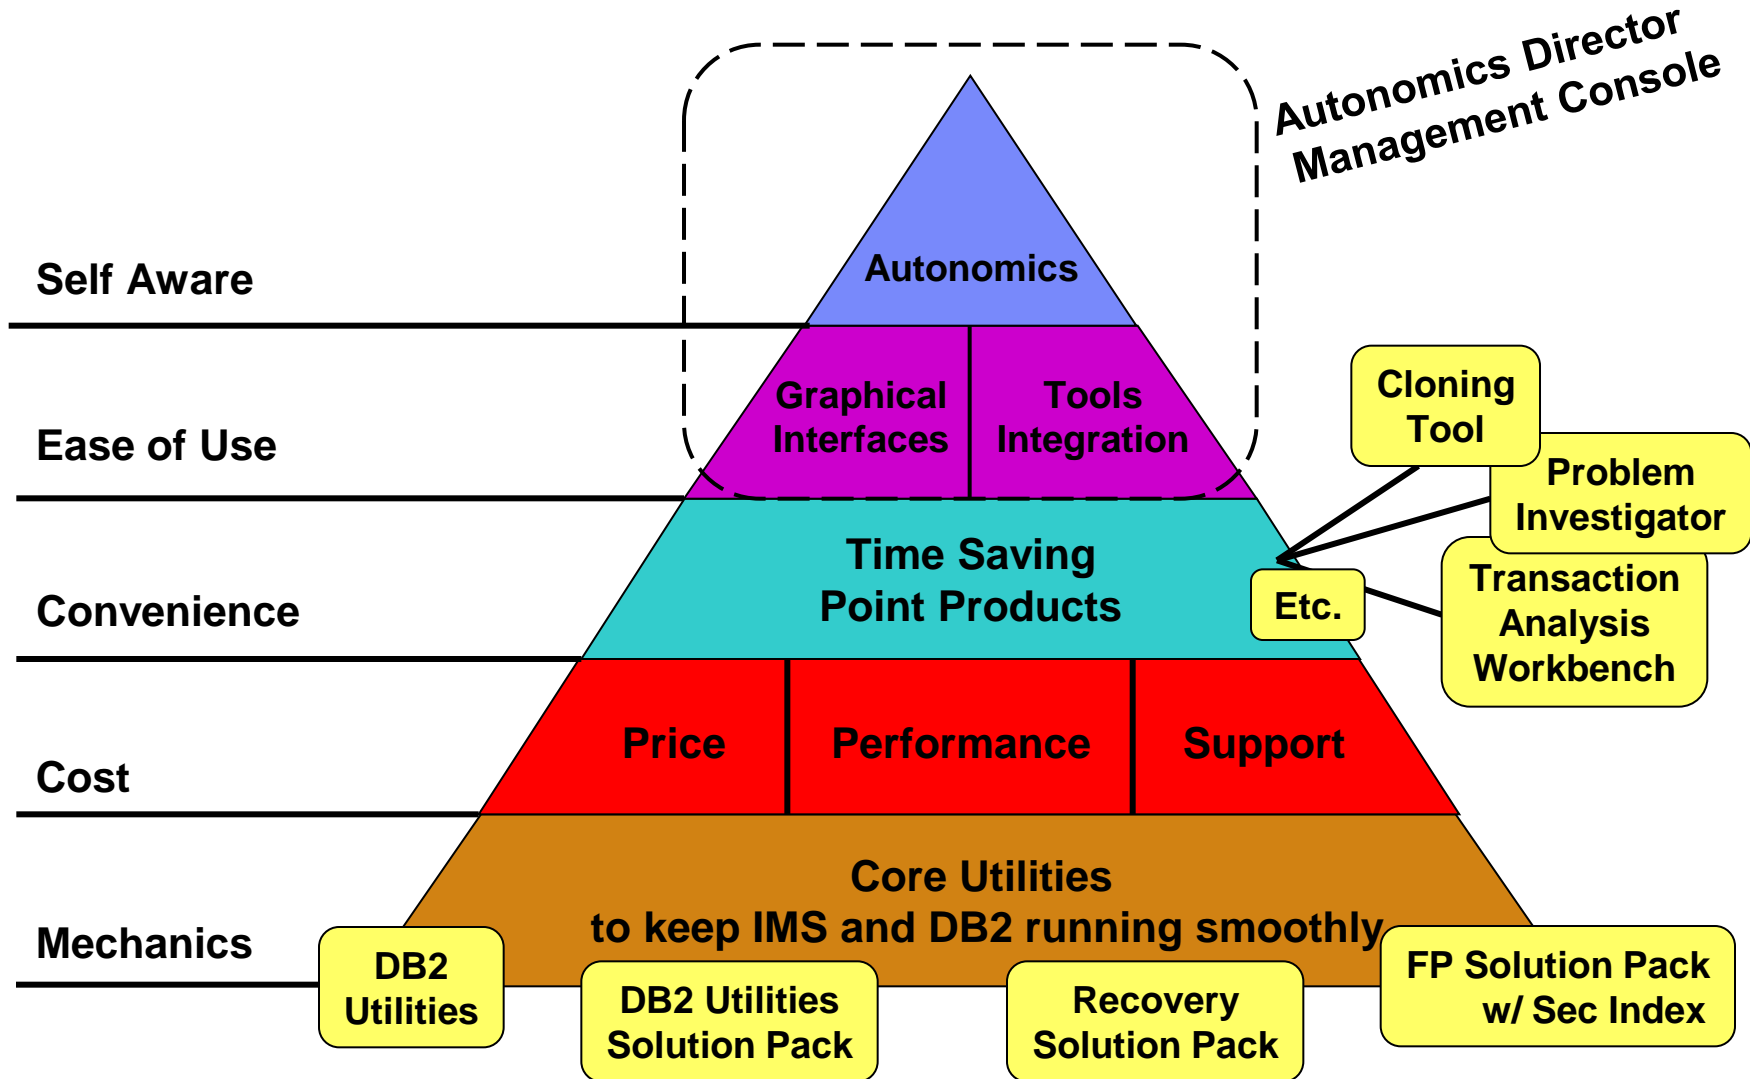 Autonomics Director
Management Console
Self Aware
Autonomics
Ease of Use
Graphical
Interfaces
Tools
Integration
Cloning
Tool
Problem
Investigator
Transaction
Analysis
Workbench
Etc.
Convenience
Time Saving
Point Products
Cost
Price
Performance
Support
Mechanics
Core Utilities
to keep IMS and DB2 running smoothly
DB2
Utilities
DB2 Utilities
Solution Pack
Recovery
Solution Pack
FP Solution Pack
w/ Sec Index